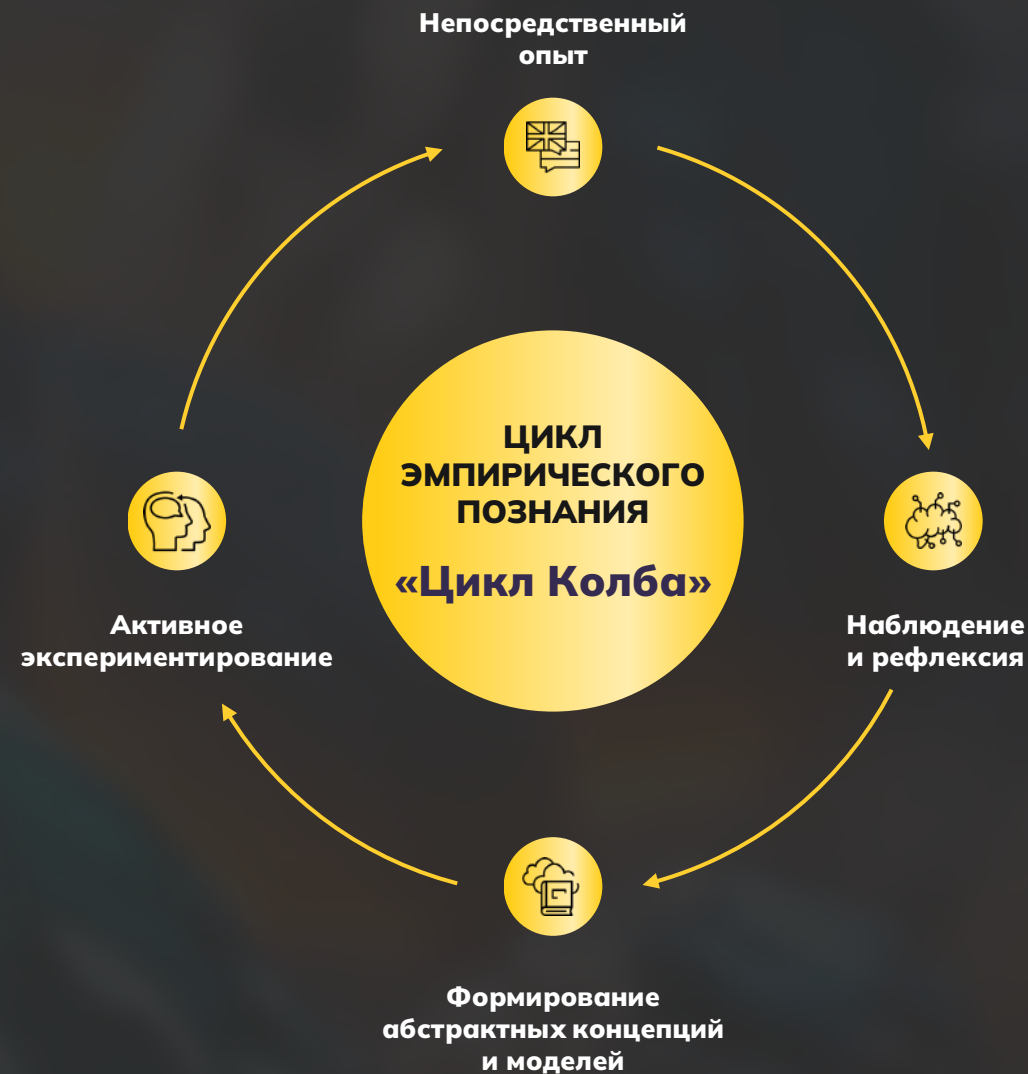 Непосредственный
опыт
ЦИКЛ
ЭМПИРИЧЕСКОГО
ПОЗНАНИЯ
«Цикл Колба»
Активное
экспериментирование
Наблюдение
и рефлексия
Формирование
абстрактных концепций
и моделей